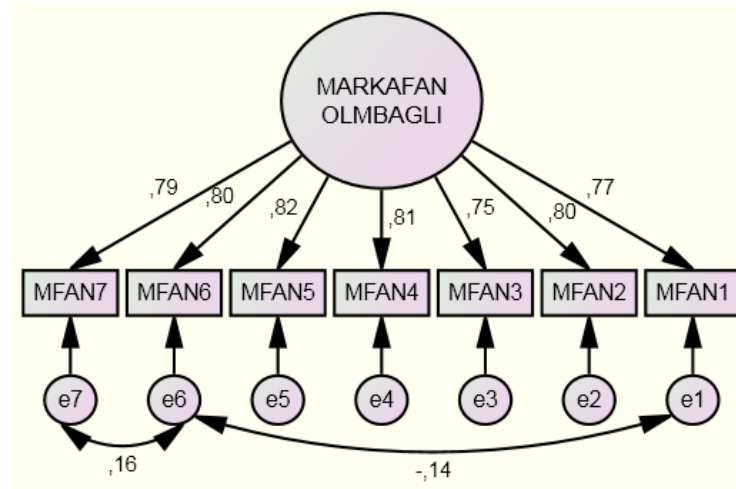 MARKAFAN
OLMBAGLI
,79
,80
,82
,81
,75
,80
,77
MFAN7
MFAN6
MFAN5
MFAN4
MFAN3
MFAN2
MFAN1
e7
e6
e5
e4
e3
e2
e1
,16
-,14